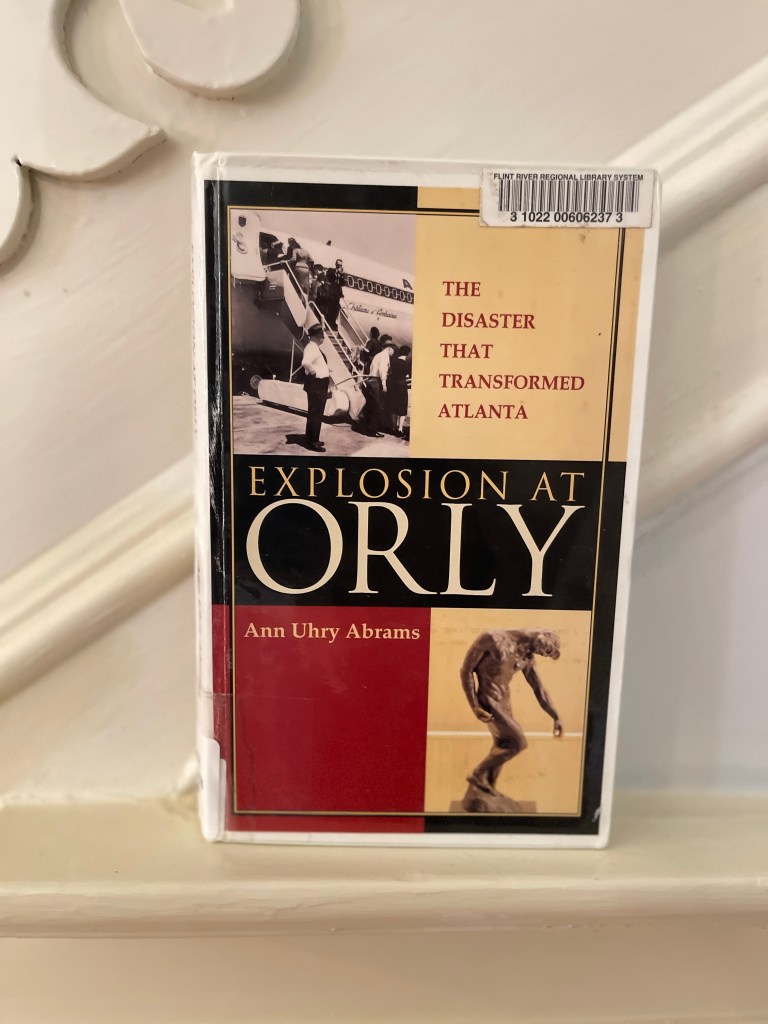 FLINT RIVER REGIONAL LIBRARY SYSTEM
3 1022 00606237 3
THE
DISASTER
THAT
TRANSFORMED
ATLANTA
EXPLOSION AT
ORLY
Ann Uhry Abrams